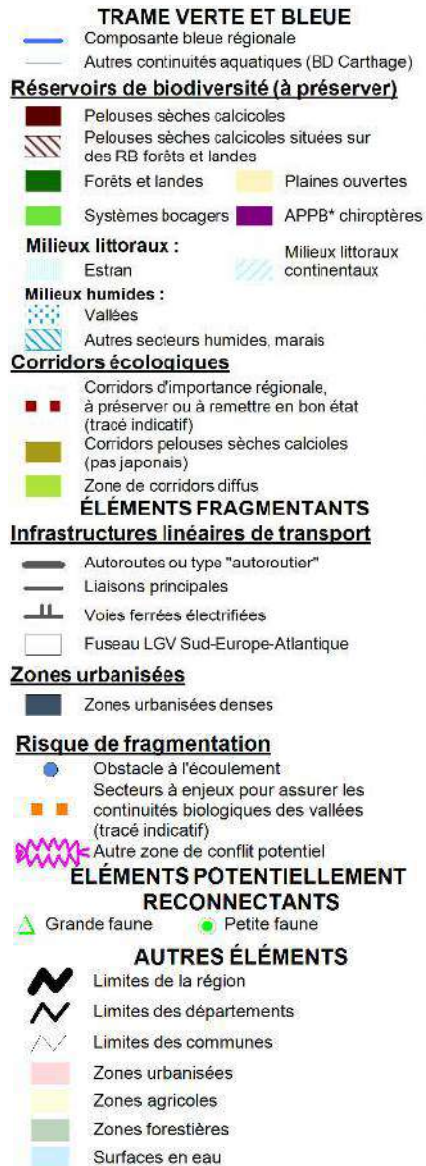 TRAME VERTE ET BLEUE
Composante bleue régionale
Autres continuités aquatiques (BD Carthage)
Réservoirs de biodiversité (à préserver)
Pelouses sèches calcicoles
Pelouses sèches calcicoles situées sur
des RB forêts et landes
Forêts et landes
Plaines ouvertes
Systèmes bocagers
APPB* chiroptères
Milieux littoraux :
Estran
Milieux littoraux
continentaux
Milieux humides :
Vallées
Autres secteurs humides, marais
Corridors écologiques
Corridors d'importance régionale,
à préserver ou à remettre en bon état
(tracé indicatif)
Corridors pelouses sèches calcioles
(pas japonais)
Zone de corridors diffus
ÉLÉMENTS FRAGMENTANTS
Infrastructures linéaires de transport
Autoroutes ou type "autoroutier"
Liaisons principales
Voies ferrées électrifiées
Fuseau LGV Sud-Europe-Atlantique
Zones urbanisées
Zones urbanisées denses
Risque de fragmentation
Obstacle à l'écoulement
Secteurs à enjeux pour assurer les
continuités biologiques des vallées
(tracé indicatif)
Autre zone de conflit potentiel
ÉLÉMENTS POTENTIELLEMENT
RECONNECTANTS
Grande faune
Petite faune
AUTRES ÉLÉMENTS
Limites de la région
Limites des départements
Limites des communes
Zones urbanisées
Zones agricoles
Zones forestières
Surfaces en eau